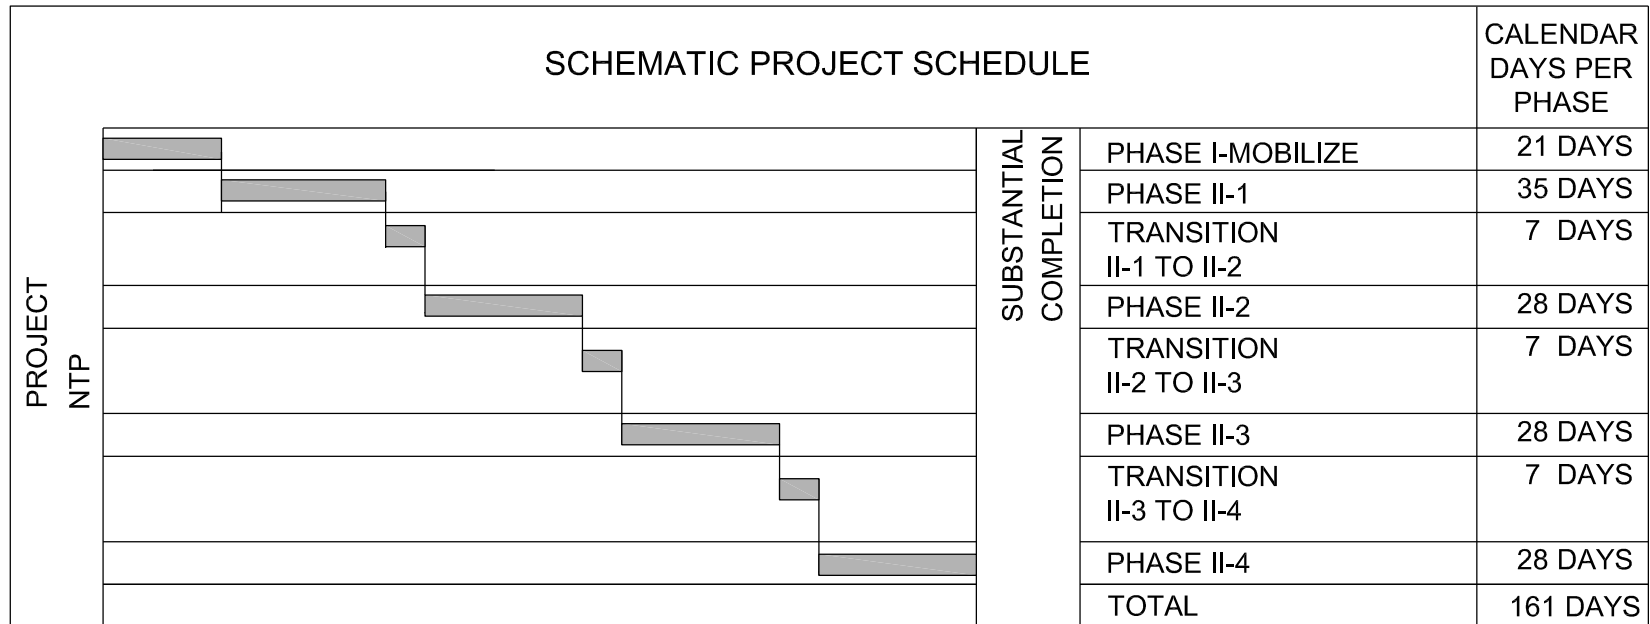 SCHEMATIC PROJECT SCHEDULE
CALENDAR
DAYS PER
PHASE
PROJECT
NTP
SUBSTANTIAL
COMPLETION
PHASE I-MOBILIZE
21 DAYS
PHASE II-1
35 DAYS
TRANSITION
II-1 TO II-2
7 DAYS
PHASE II-2
28 DAYS
TRANSITION
II-2 TO II-3
7 DAYS
PHASE II-3
28 DAYS
TRANSITION
II-3 TO II-4
7 DAYS
PHASE II-4
28 DAYS
TOTAL
161 DAYS